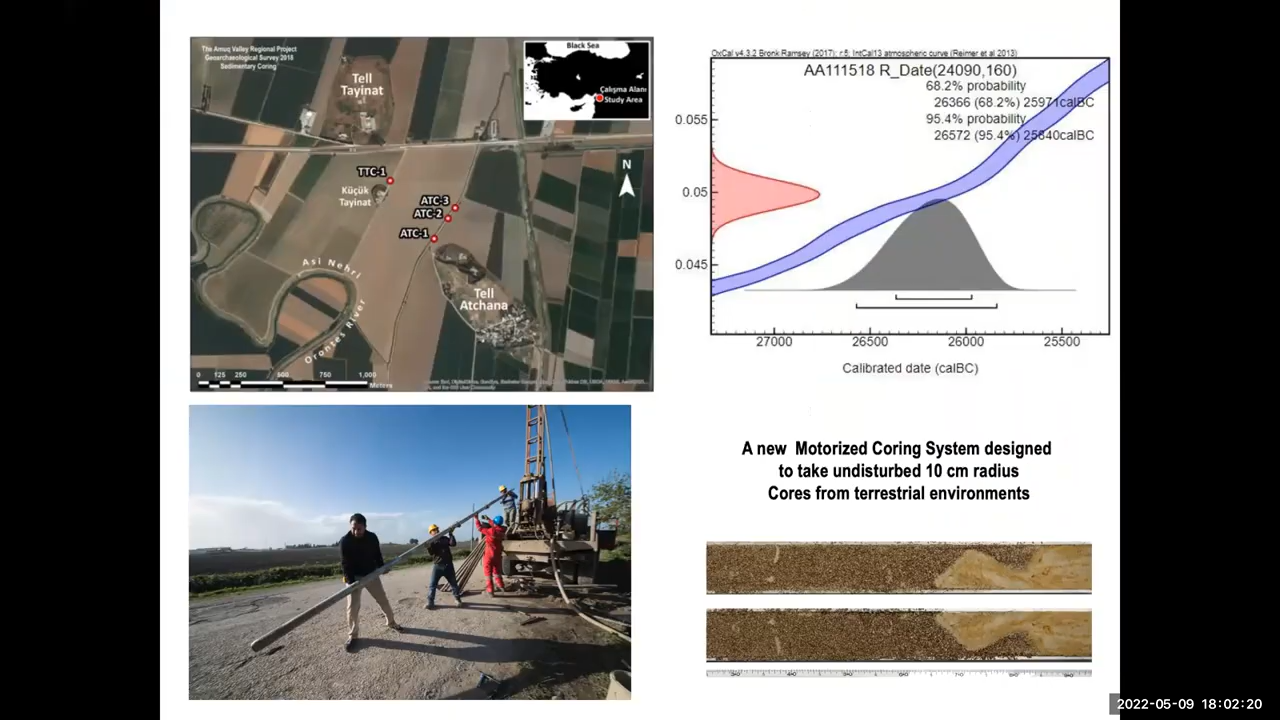 The Amuq Valley Regional Project
Geoarchaeological Survey 2018
Sedimentary Coring
Black Sea
Çalışma Alanı
Study Area
Tell
Tayinat
N
TTC-1
Küçük
Tayinat
ATC-3
ATC-2
ATC-1
Asi Nehri
Orontes River
Tell
Atchana
0 125 250 500 750 1,000
Meters
OxCal v4.3.2 Bronk Ramsey (2017); r:5; IntCal13 atmospheric curve (Reimer et al 2013)
AA111518 R_Date(24090,160)
68.2% probability
26366 (68.2%) 25971calBC
95.4% probability
26572 (95.4%) 25840calBC
0.055
0.05
0.045
27000 26500 26000 25500
Calibrated date (calBC)
A new Motorized Coring System designed
to take undisturbed 10 cm radius
Cores from terrestrial environments
2022-05-09 18:02:20